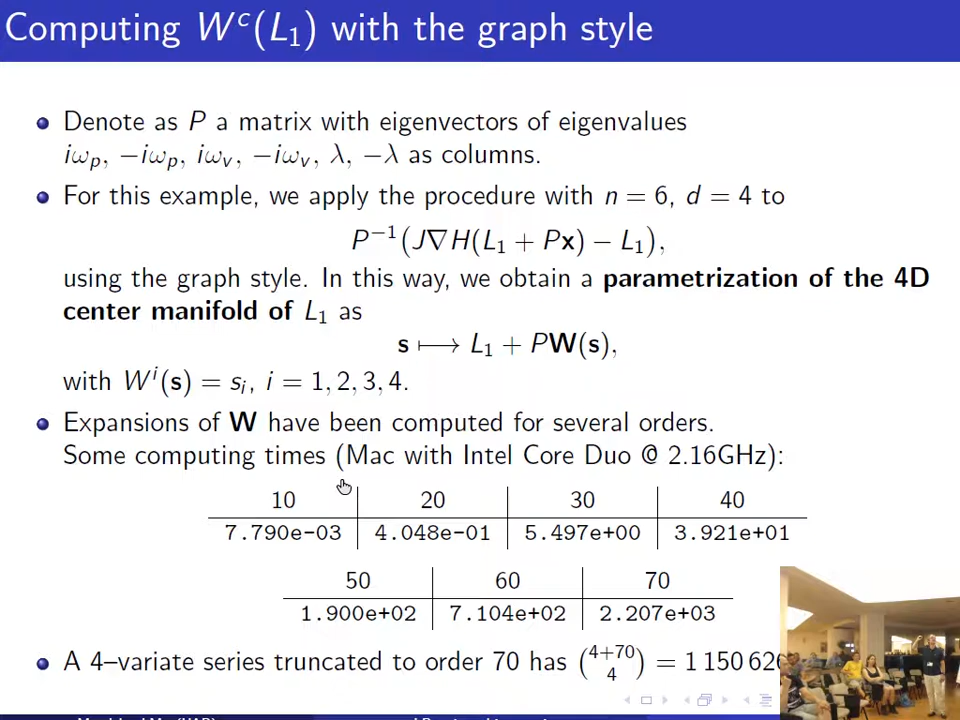 Computing W^c(L_1) with the graph style
Denote as P a matrix with eigenvectors of eigenvalues
iω_p, −iω_p, iω_v, −iω_v, λ, −λ as columns.
For this example, we apply the procedure with n = 6, d = 4 to
P^{−1}(J∇H(L_1 + Px) − L_1),
using the graph style. In this way, we obtain a parametrization of the 4D
center manifold of L_1 as
s ⟼ L_1 + PW(s),
with W^i(s) = s_i, i = 1, 2, 3, 4.
Expansions of W have been computed for several orders.
Some computing times (Mac with Intel Core Duo @ 2.16GHz):
10 20 30 40
7.790e−03 4.048e−01 5.497e+00 3.921e+01
50 60 70
1.900e+02 7.104e+02 2.207e+03
A 4–variate series truncated to order 70 has (4+70 4) = 1 150 626